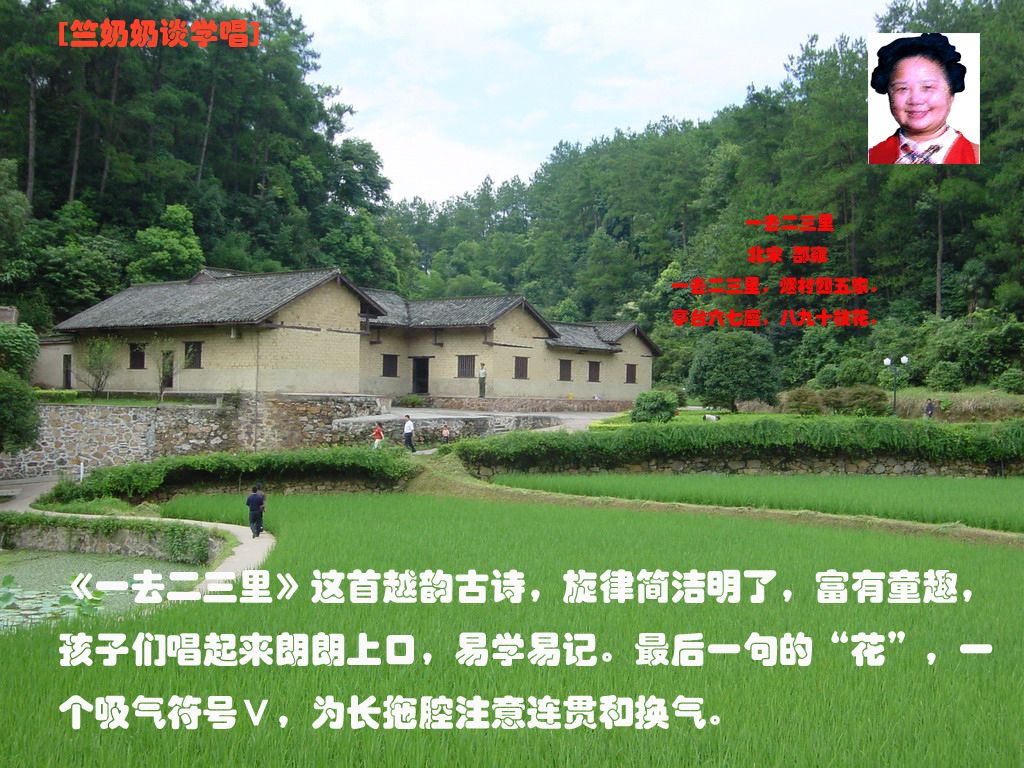 [竺奶奶谈学唱]
一去二三里
北宋 邵雍
一去二三里，烟村四五家．
亭台六七座，八九十枝花．
《一去二三里》这首越韵古诗，旋律简洁明了，富有童趣，
孩子们唱起来朗朗上口，易学易记。最后一句的“花”，一
个吸气符号∨，为长拖腔注意连贯和换气。